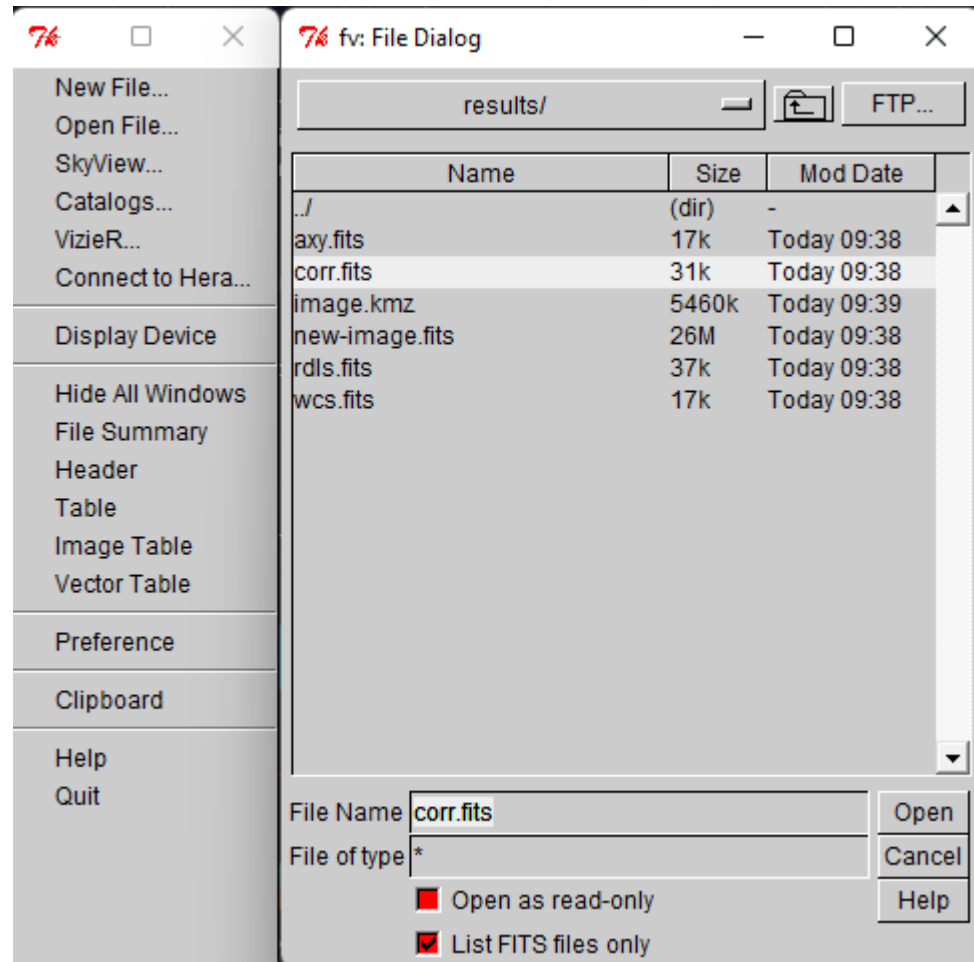 New File...
Open File...
SkyView...
Catalogs...
VizieR...
Connect to Hera...
Display Device
Hide All Windows
File Summary
Header
Table
Image Table
Vector Table
Preference
Clipboard
Help
Quit
fv: File Dialog
results/ FTP...
Name Size Mod Date
../ (dir) -
axy.fits 17k Today 09:38
corr.fits 31k Today 09:38
image.kmz 5460k Today 09:39
new-image.fits 26M Today 09:38
rdls.fits 37k Today 09:38
wcs.fits 17k Today 09:38
File Name corr.fits Open
File of type * Cancel
Open as read-only Help
List FITS files only